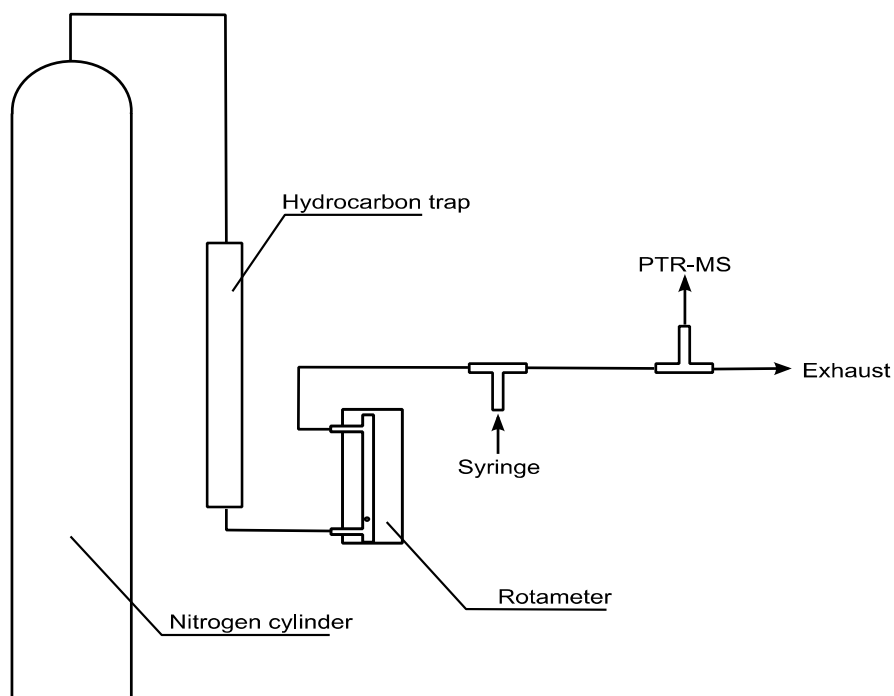 Hydrocarbon trap
PTR-MS
Exhaust
Syringe
Rotameter
Nitrogen cylinder